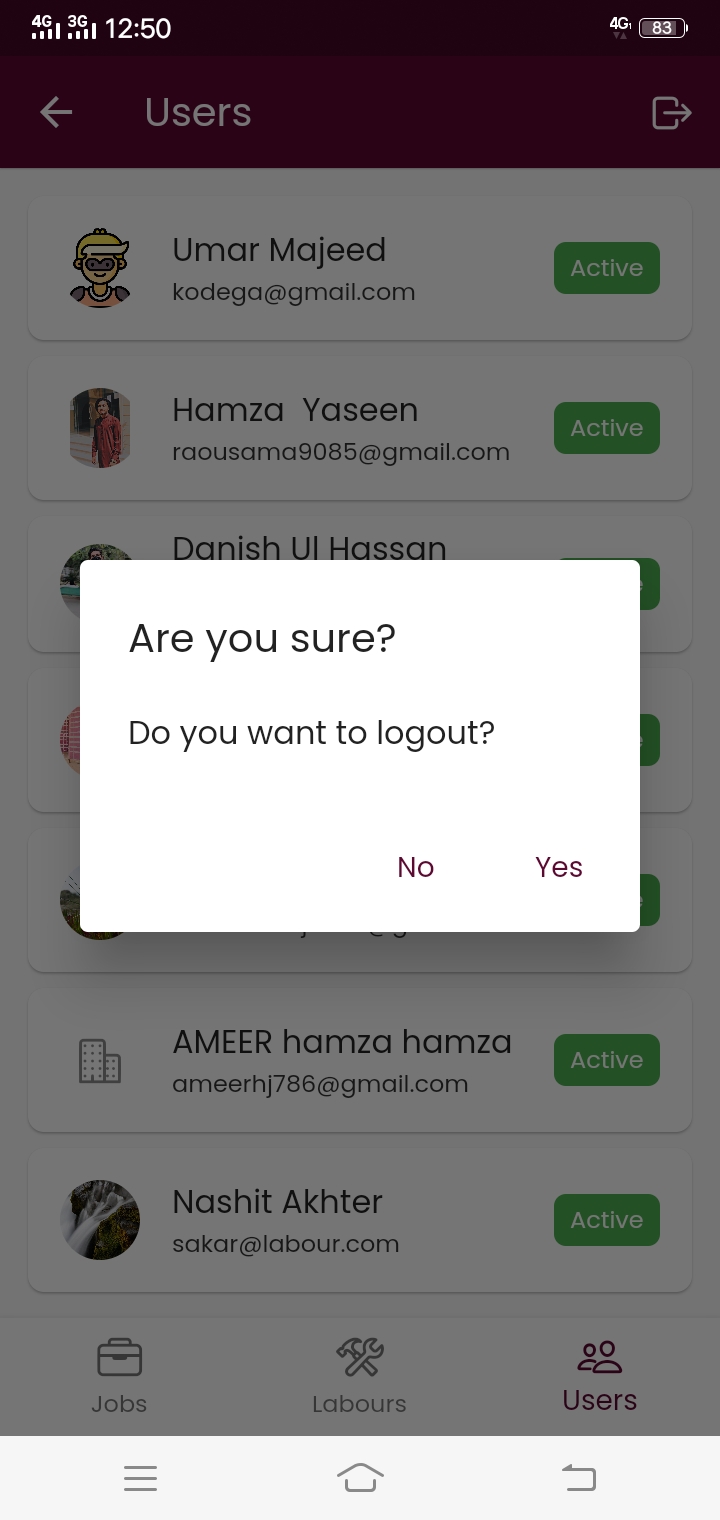 4G 3G 12:50 4G 83
Users
Umar Majeed
kodega@gmail.com
Active
Hamza  Yaseen
raousama9085@gmail.com
Active
Danish Ul Hassan
Are you sure?
Do you want to logout?
No Yes
AMEER hamza hamza
ameerhj786@gmail.com
Active
Nashit Akhter
sakar@labour.com
Active
Jobs Labours Users